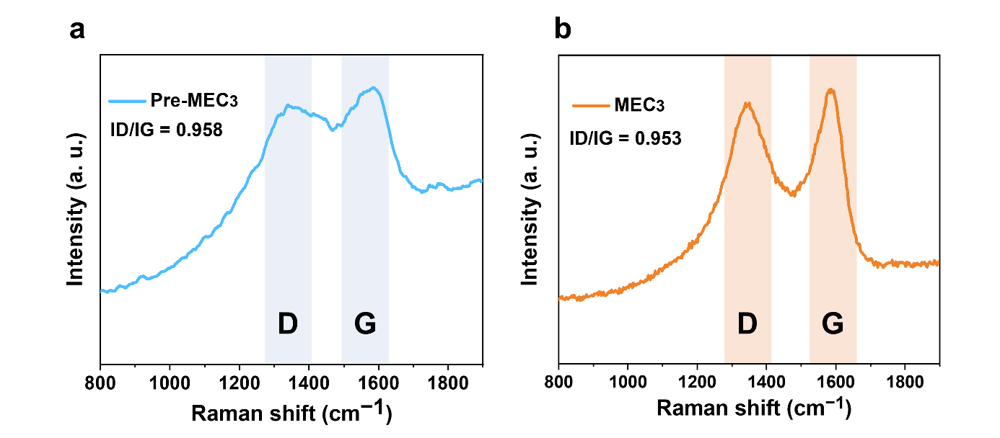 a
Pre-MEC3
ID/IG = 0.958
D G
Intensity (a. u.)
800 1000 1200 1400 1600 1800
Raman shift (cm−1)
b
MEC3
ID/IG = 0.953
D G
Intensity (a. u.)
800 1000 1200 1400 1600 1800
Raman shift (cm−1)